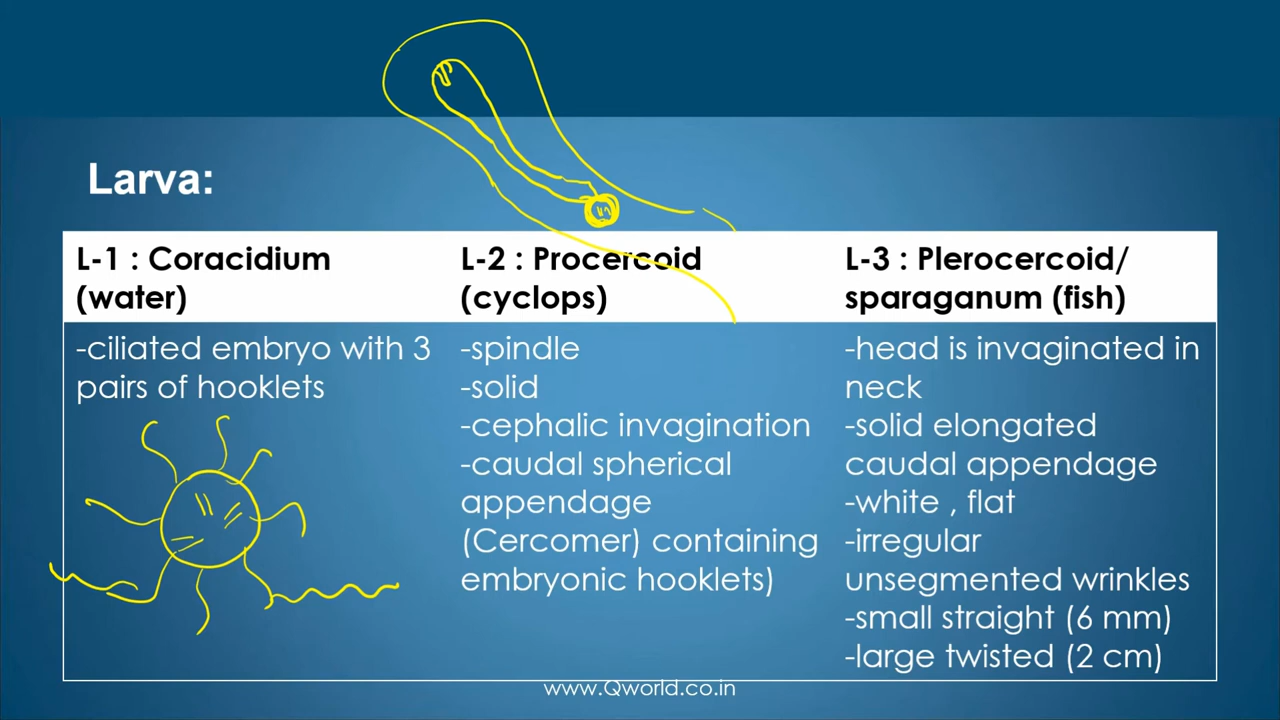 Larva:
L-1 : Coracidium
(water)
L-2 : Procercoid
(cyclops)
L-3 : Plerocercoid/
sparaganum (fish)
-ciliated embryo with 3
pairs of hooklets
-spindle
-solid
-cephalic invagination
-caudal spherical
appendage
(Cercomer) containing
embryonic hooklets)
-head is invaginated in
neck
-solid elongated
caudal appendage
-white , flat
-irregular
unsegmented wrinkles
-small straight (6 mm)
-large twisted (2 cm)
www.Qworld.co.in